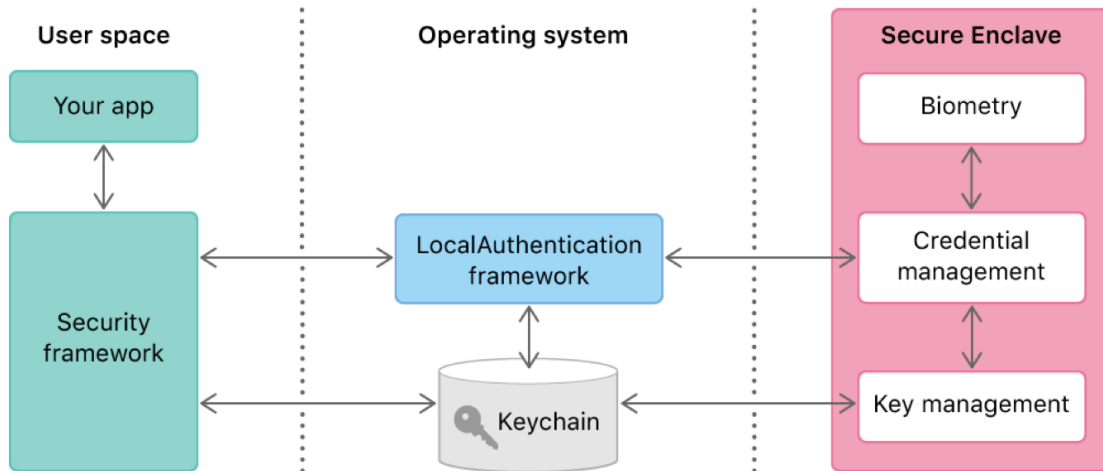 User space
Operating system
Secure Enclave
Your app
Biometry
LocalAuthentication
framework
Credential
management
Security
framework
Keychain
Key management